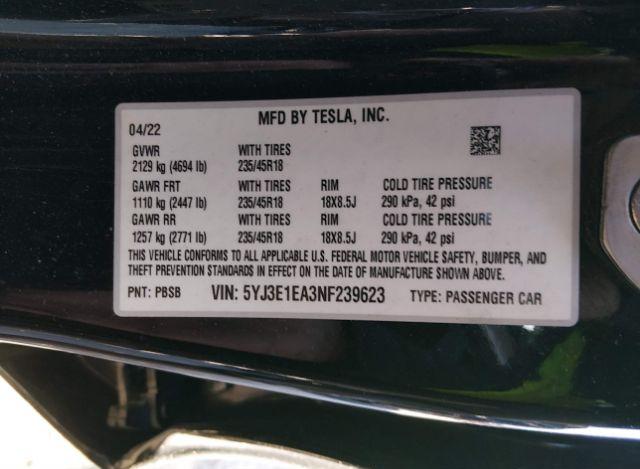 MFD BY TESLA, INC.
04/22
GVWR WITH TIRES
2129 kg (4694 lb) 235/45R18
GAWR FRT WITH TIRES RIM COLD TIRE PRESSURE
1110 kg (2447 lb) 235/45R18 18X8.5J 290 kPa, 42 psi
GAWR RR WITH TIRES RIM COLD TIRE PRESSURE
1257 kg (2771 lb) 235/45R18 18X8.5J 290 kPa, 42 psi
THIS VEHICLE CONFORMS TO ALL APPLICABLE U.S. FEDERAL MOTOR VEHICLE SAFETY, BUMPER, AND
THEFT PREVENTION STANDARDS IN EFFECT ON THE DATE OF MANUFACTURE SHOWN ABOVE.
PNT: PBSB VIN: 5YJ3E1EA3NF239623 TYPE: PASSENGER CAR